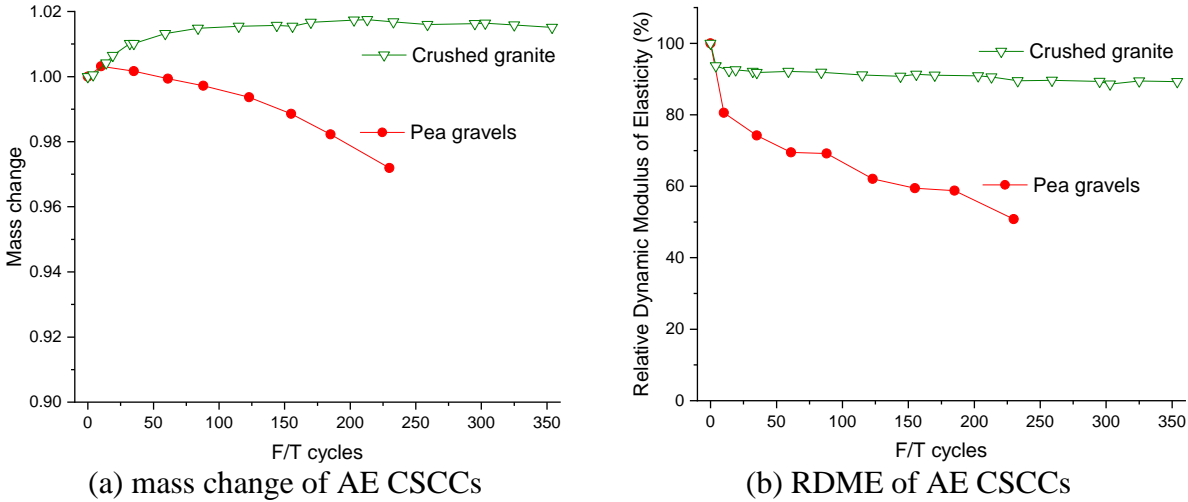 1.02
1.00
0.98
0.96
0.94
0.92
0.90
Mass change
Crushed granite
Pea gravels
0 50 100 150 200 250 300 350
F/T cycles
(a) mass change of AE CSCCs
100
80
60
40
20
0
Relative Dynamic Modulus of Elasticity (%)
Crushed granite
Pea gravels
0 50 100 150 200 250 300 350
F/T cycles
(b) RDME of AE CSCCs